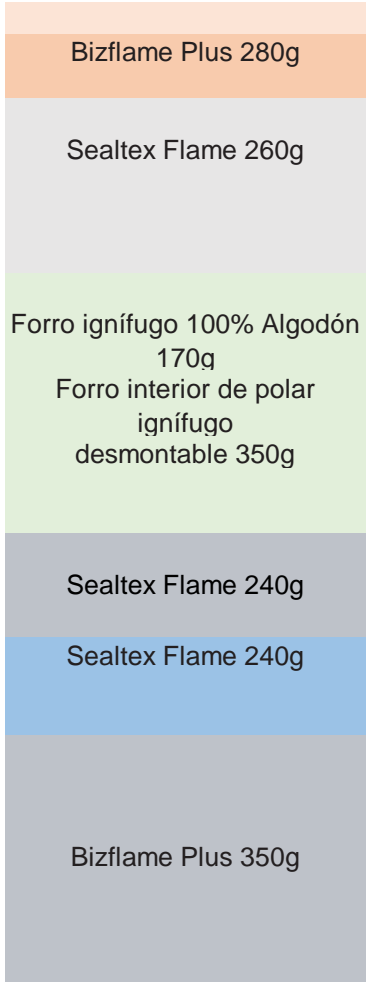 Bizflame Plus 280g
Sealtex Flame 260g
Forro ignífugo 100% Algodón
170g
Forro interior de polar
ignífugo
desmontable 350g
Sealtex Flame 240g
Sealtex Flame 240g
Bizflame Plus 350g